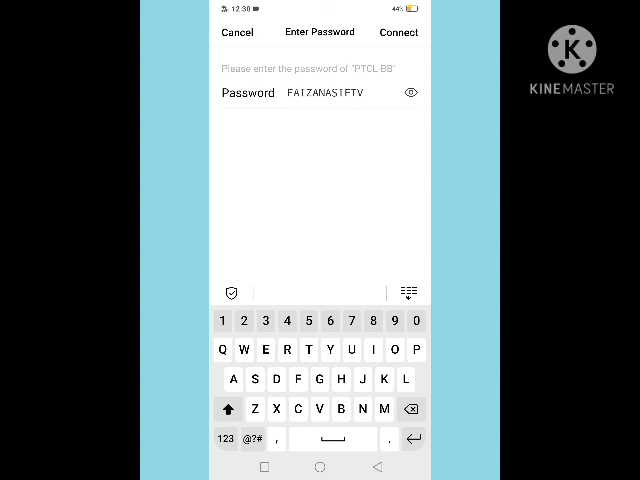 12:30
44%
Cancel Enter Password Connect
Please enter the password of "PTCL-BB"
Password FAIZANASIFTV
K
KINEMASTER
1 2 3 4 5 6 7 8 9 0
Q W E R T Y U I O P
A S D F G H J K L
Z X C V B N M
123 @?# , .